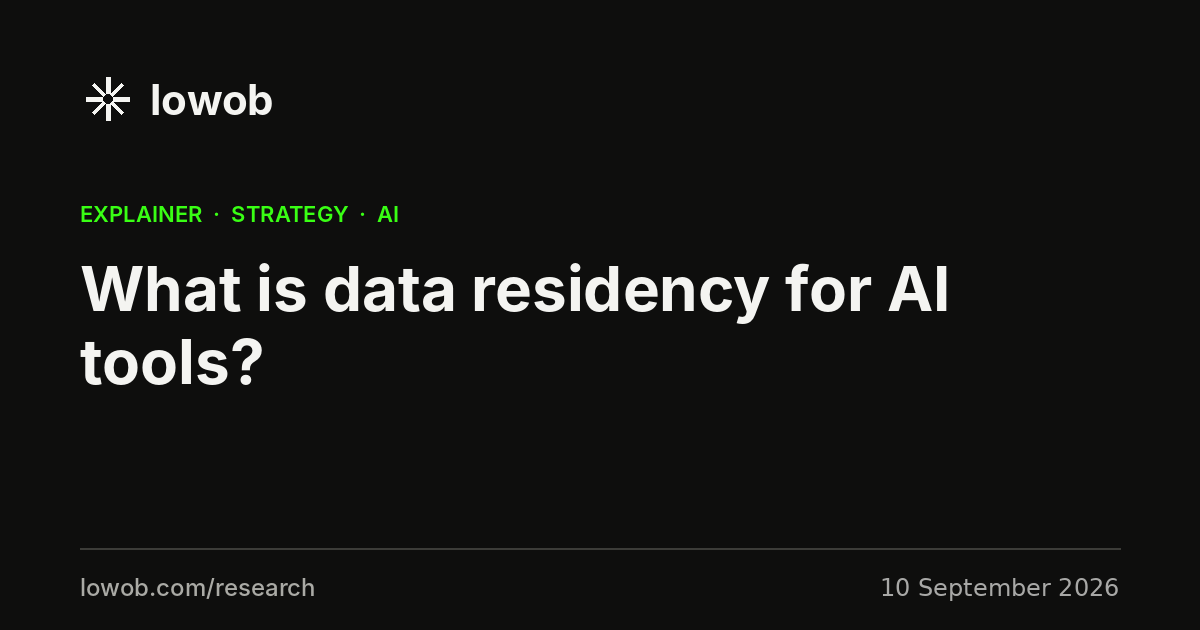 lowob
EXPLAINER · STRATEGY · AI
What is data residency for AI
tools?
lowob.com/research
10 September 2026